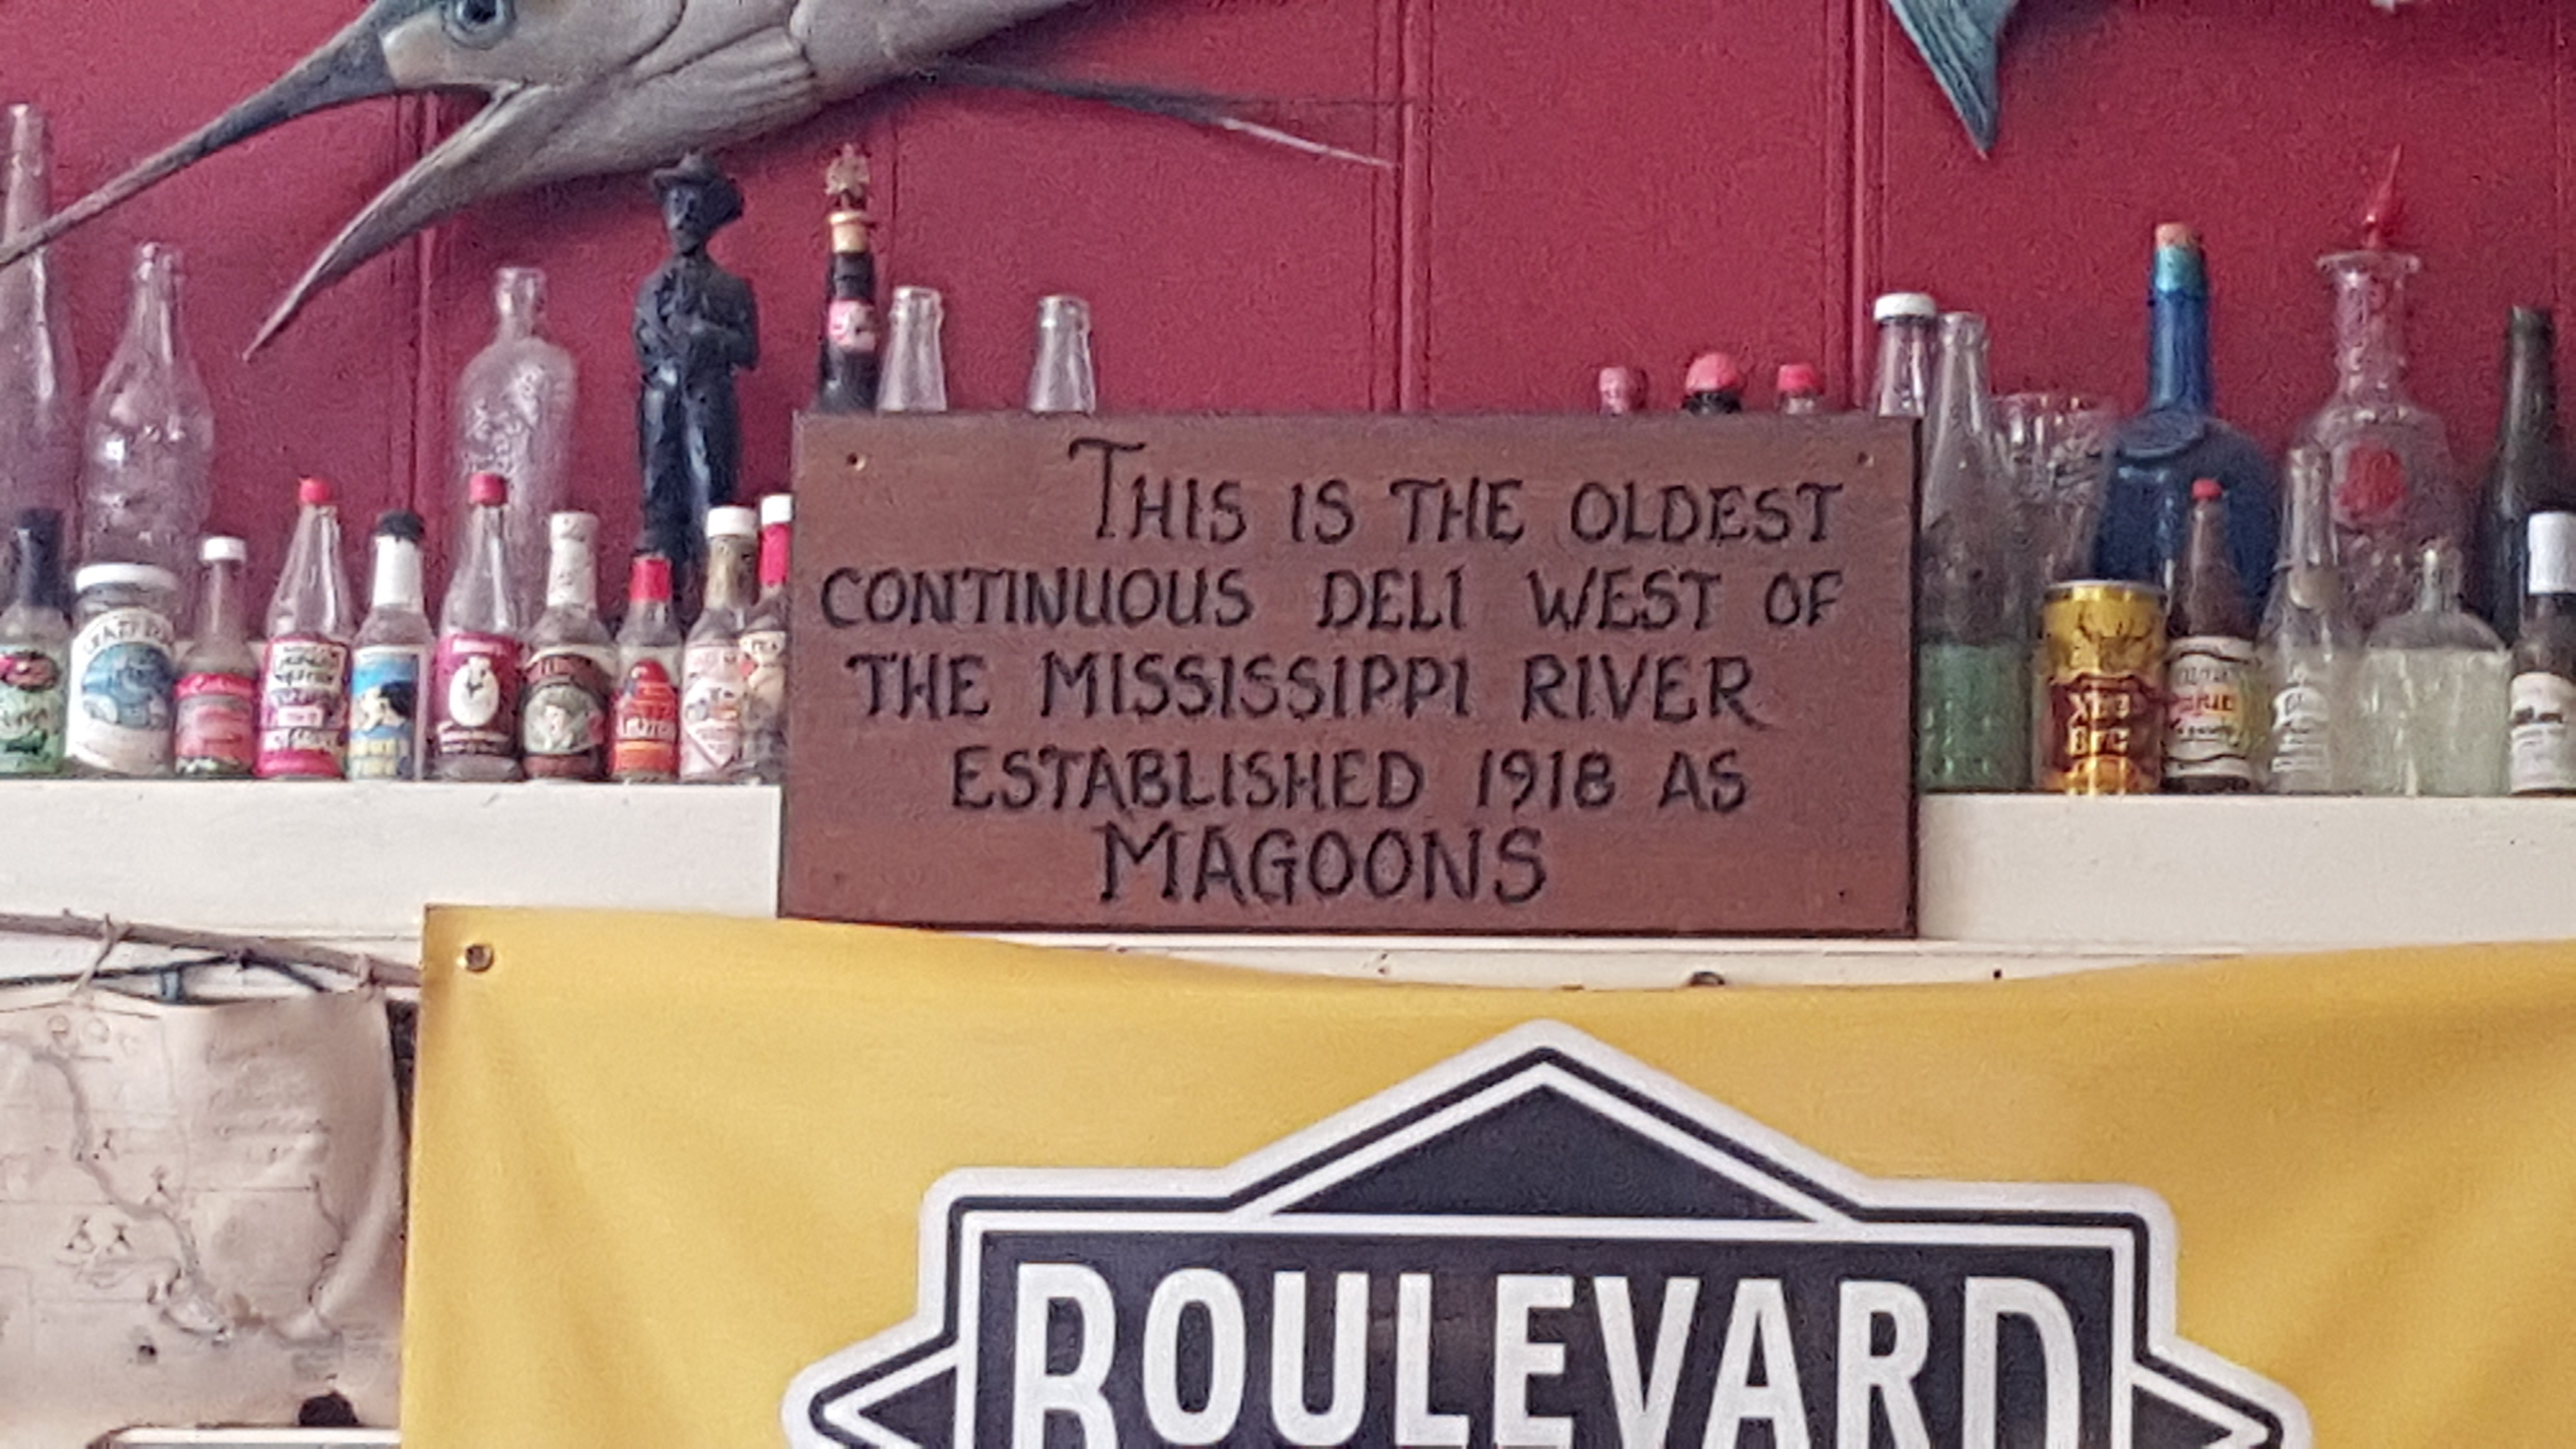 THIS IS THE OLDEST
CONTINUOUS DELI WEST OF
THE MISSISSIPPI RIVER
ESTABLISHED 1918 AS
MAGOONS
BOULEVARD